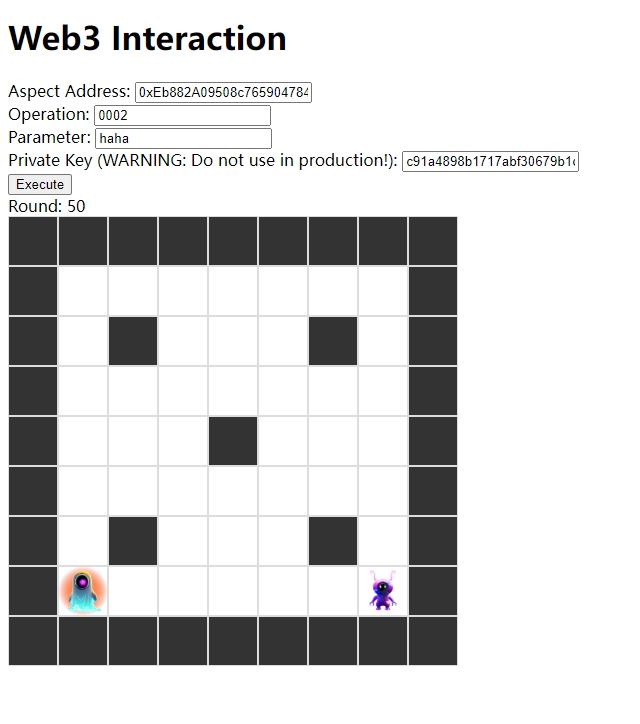 Web3 Interaction
Aspect Address: 0xEb882A09508c765904784
Operation: 0002
Parameter: haha
Private Key (WARNING: Do not use in production!): c91a4898b1717abf30679b1
Execute
Round: 50